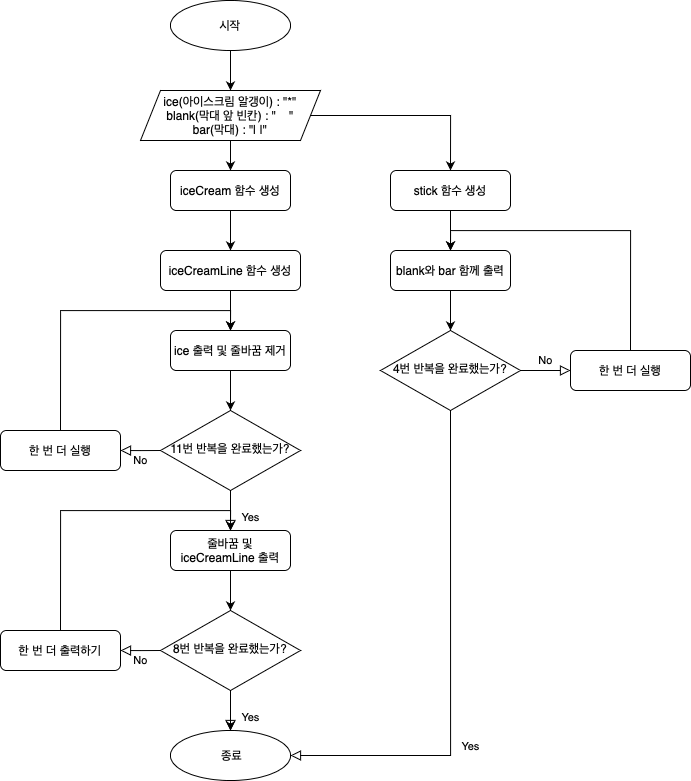 시작
ice(아이스크림 알갱이) : "*"
blank(막대 앞 빈칸) : "    "
bar(막대) : "| |"
iceCream 함수 생성
stick 함수 생성
iceCreamLine 함수 생성
blank와 bar 함께 출력
ice 출력 및 줄바꿈 제거
4번 반복을 완료했는가?
No
한 번 더 실행
11번 반복을 완료했는가?
No
한 번 더 실행
Yes
줄바꿈 및
iceCreamLine 출력
8번 반복을 완료했는가?
No
한 번 더 출력하기
Yes
종료
Yes